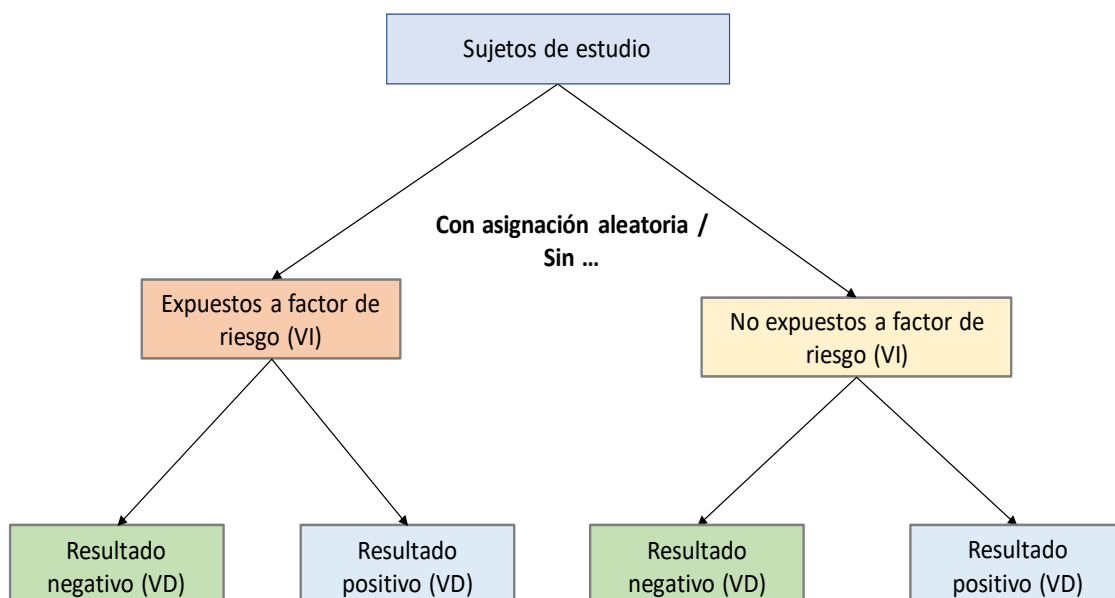 Sujetos de estudio
Con asignación aleatoria /
Sin ...
Expuestos a factor de
riesgo (VI)
No expuestos a factor de
riesgo (VI)
Resultado
negativo (VD)
Resultado
positivo (VD)
Resultado
negativo (VD)
Resultado
positivo (VD)